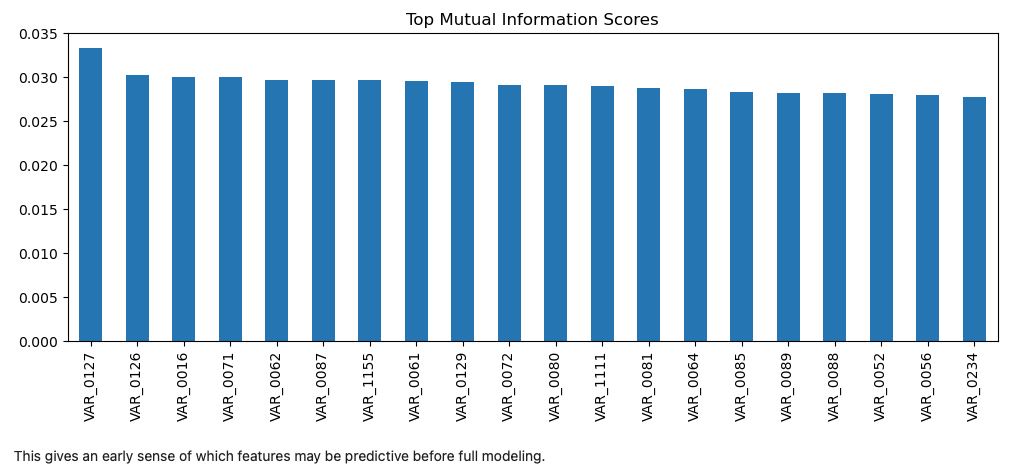 Top Mutual Information Scores
0.035
0.030
0.025
0.020
0.015
0.010
0.005
0.000
VAR_0127
VAR_0126
VAR_0016
VAR_0071
VAR_0062
VAR_0087
VAR_1155
VAR_0061
VAR_0129
VAR_0072
VAR_0080
VAR_1111
VAR_0081
VAR_0064
VAR_0085
VAR_0089
VAR_0088
VAR_0052
VAR_0056
VAR_0234
This gives an early sense of which features may be predictive before full modeling.